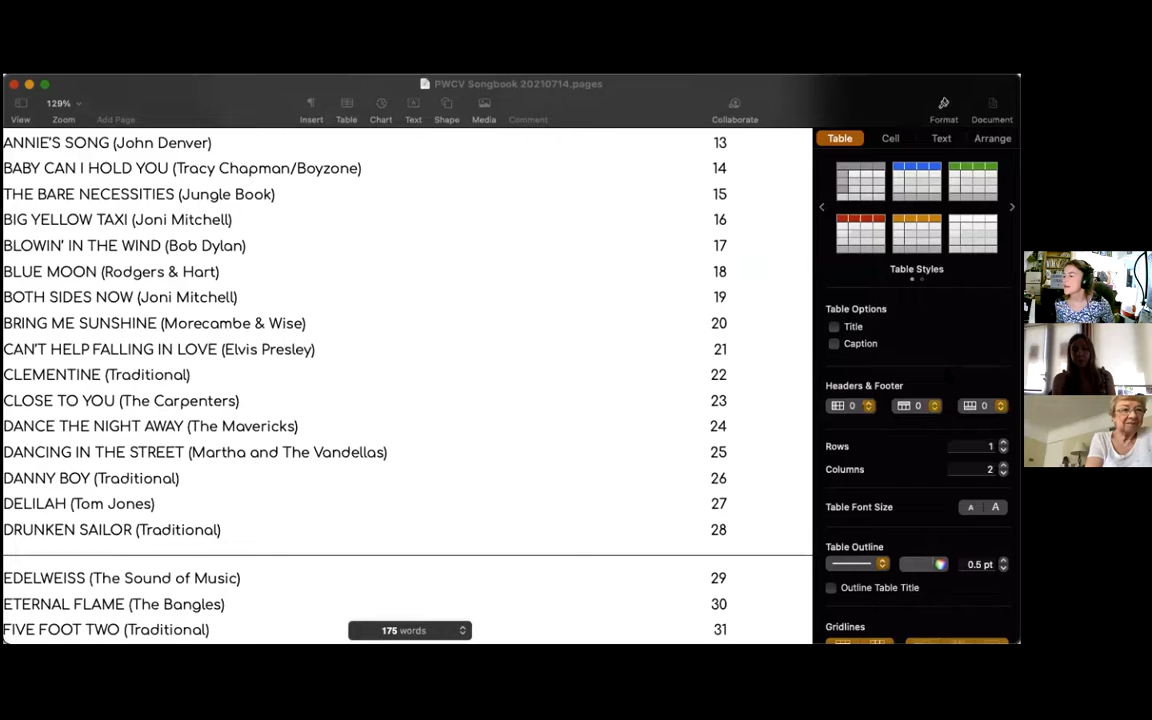 PWCV Songbook 20210714.pages
129%
View Zoom Add Page Insert Table Chart Text Shape Media Comment Collaborate Format Document
Table Cell Text Arrange
ANNIE'S SONG (John Denver) 13
BABY CAN I HOLD YOU (Tracy Chapman/Boyzone) 14
THE BARE NECESSITIES (Jungle Book) 15
BIG YELLOW TAXI (Joni Mitchell) 16
BLOWIN' IN THE WIND (Bob Dylan) 17
BLUE MOON (Rodgers & Hart) 18
BOTH SIDES NOW (Joni Mitchell) 19
BRING ME SUNSHINE (Morecambe & Wise) 20
CAN'T HELP FALLING IN LOVE (Elvis Presley) 21
CLEMENTINE (Traditional) 22
CLOSE TO YOU (The Carpenters) 23
DANCE THE NIGHT AWAY (The Mavericks) 24
DANCING IN THE STREET (Martha and The Vandellas) 25
DANNY BOY (Traditional) 26
DELILAH (Tom Jones) 27
DRUNKEN SAILOR (Traditional) 28
EDELWEISS (The Sound of Music) 29
ETERNAL FLAME (The Bangles) 30
FIVE FOOT TWO (Traditional) 31
175 words
Table Styles
Table Options
Title
Caption
Headers & Footer
0 0 0
Rows 1
Columns 2
Table Font Size A A
Table Outline
0.5 pt
Outline Table Title
Gridlines